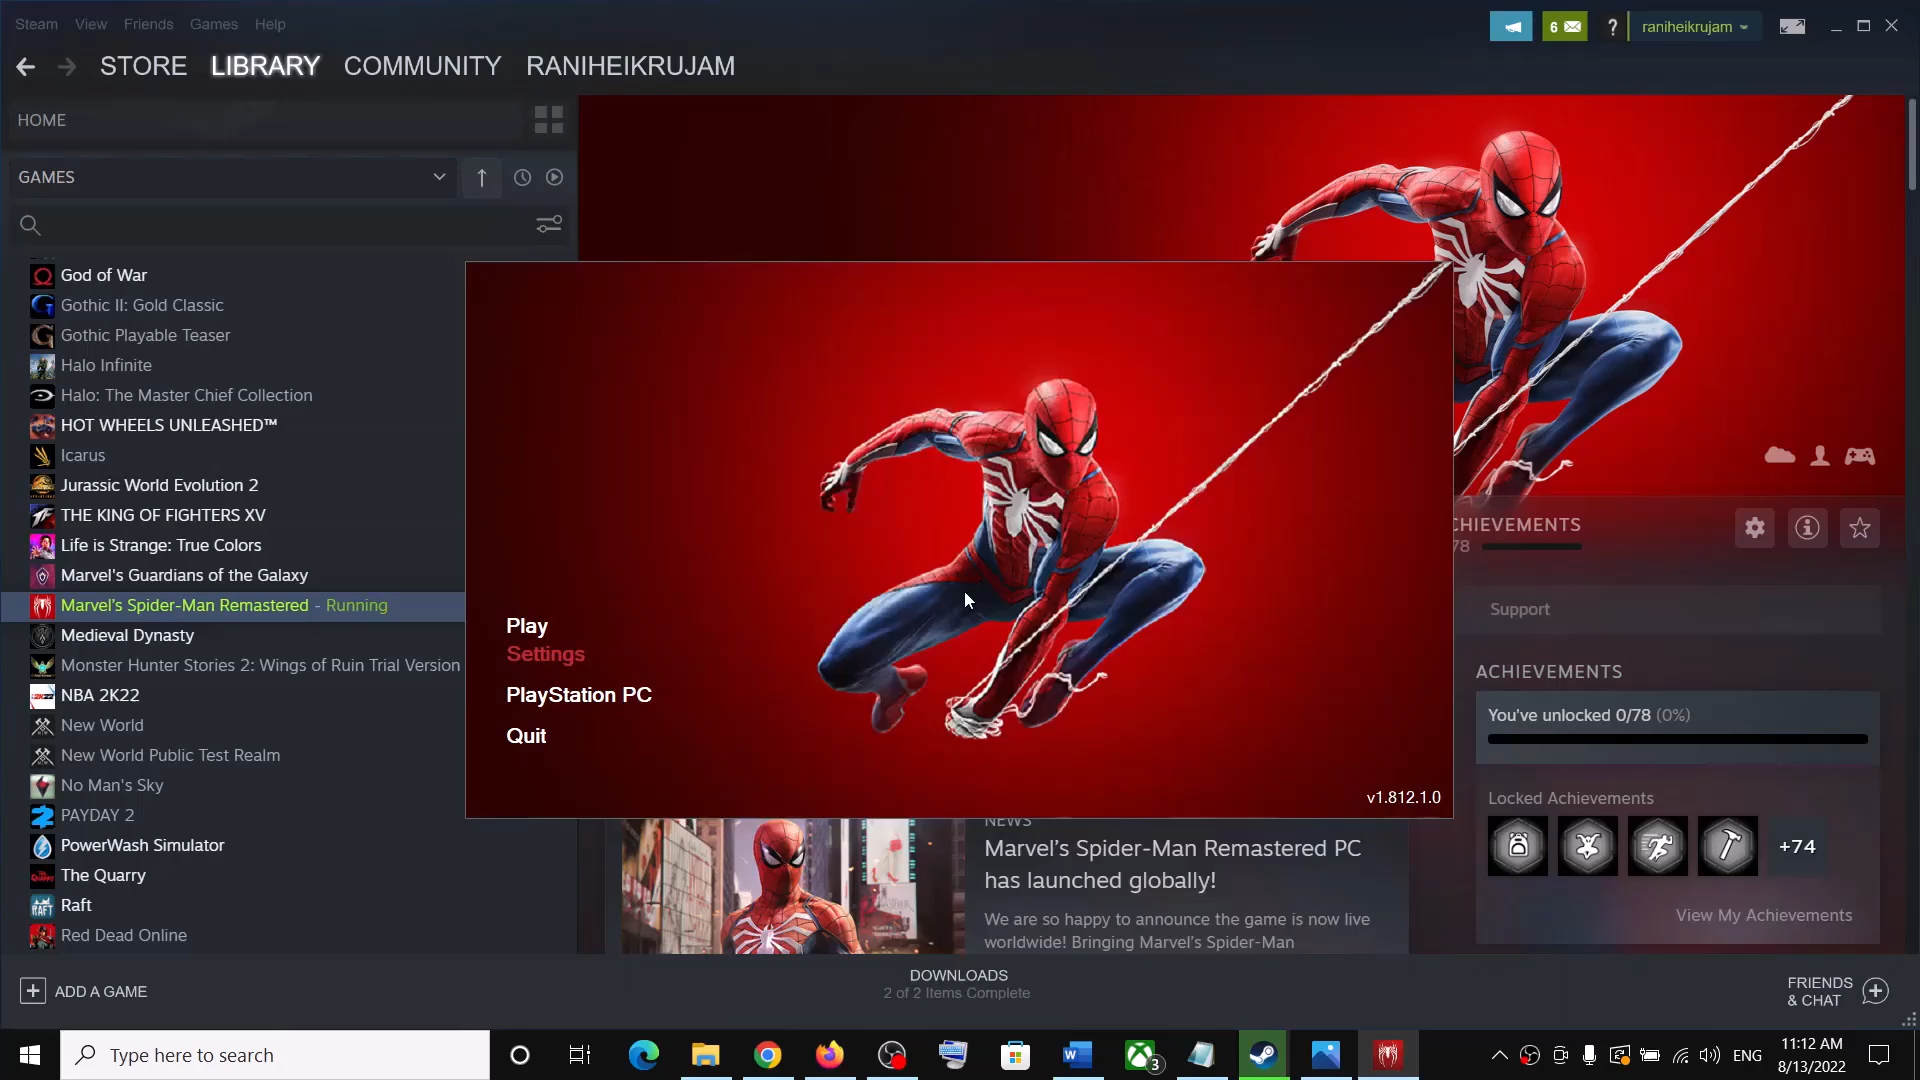 Steam View Friends Games Help
6
?
raniheikrujam
STORE LIBRARY COMMUNITY RANIHEIKRUJAM
HOME
GAMES
God of War
Gothic II: Gold Classic
Gothic Playable Teaser
Halo Infinite
Halo: The Master Chief Collection
HOT WHEELS UNLEASHED™
Icarus
Jurassic World Evolution 2
THE KING OF FIGHTERS XV
Life is Strange: True Colors
Marvel's Guardians of the Galaxy
Marvel's Spider-Man Remastered - Running
Medieval Dynasty
Monster Hunter Stories 2: Wings of Ruin Trial Version
NBA 2K22
New World
New World Public Test Realm
No Man's Sky
PAYDAY 2
PowerWash Simulator
The Quarry
Raft
Red Dead Online
Play
Settings
PlayStation PC
Quit
v1.812.1.0
CHIEVEMENTS
78
Support
ACHIEVEMENTS
You've unlocked 0/78 (0%)
Locked Achievements
+74
View My Achievements
NEWS
Marvel's Spider-Man Remastered PC
has launched globally!
We are so happy to announce the game is now live
worldwide! Bringing Marvel's Spider-Man
ADD A GAME
DOWNLOADS
2 of 2 Items Complete
FRIENDS
& CHAT
Type here to search
3
ENG
11:12 AM
8/13/2022